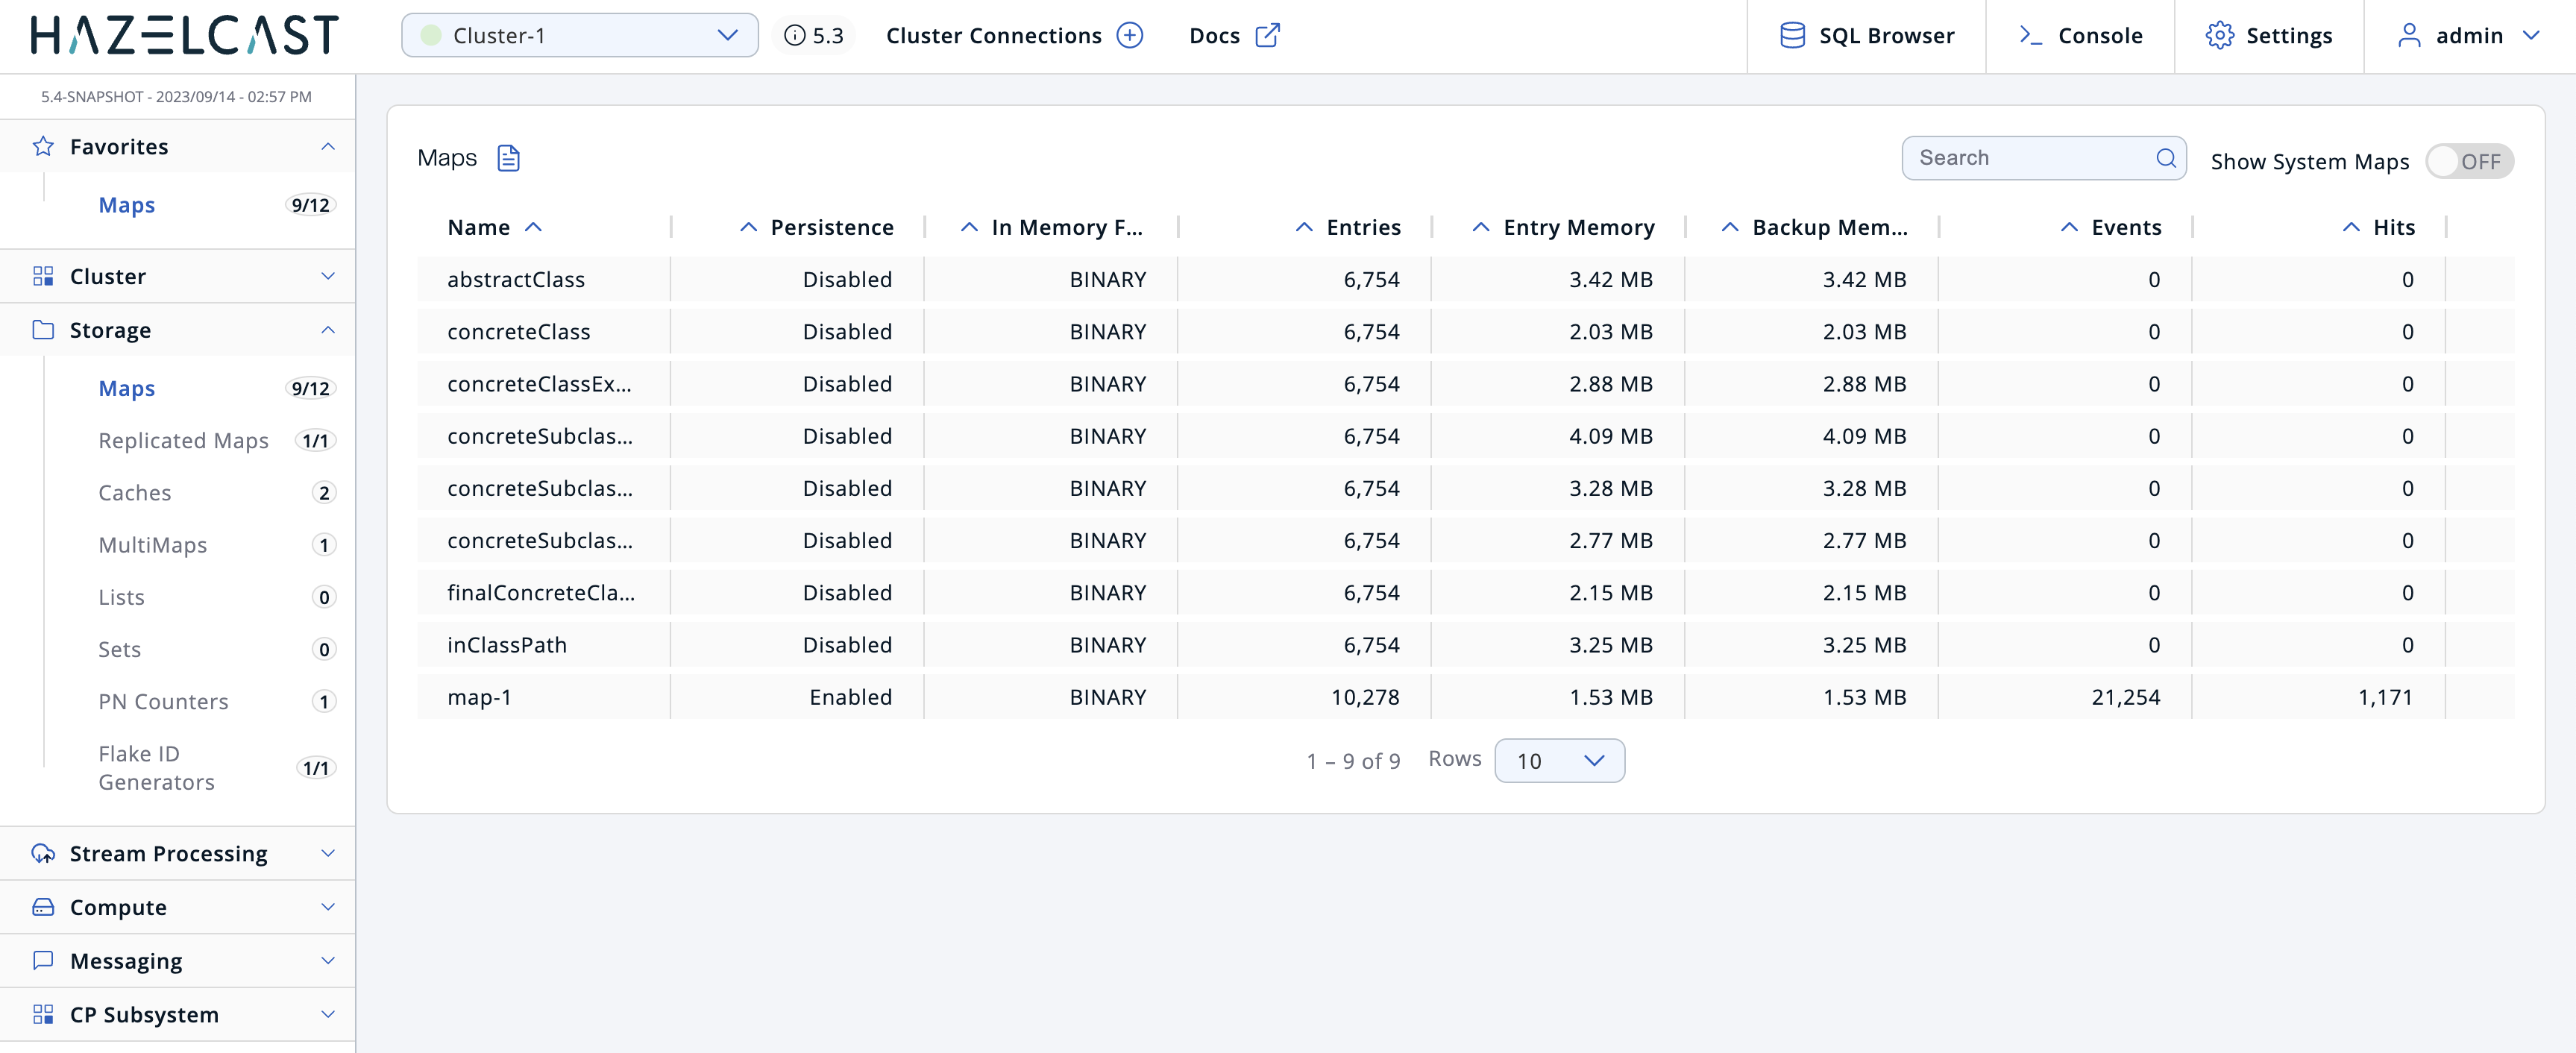 HAZELCAST
Cluster-1
5.3
Cluster Connections
Docs
SQL Browser
Console
Settings
admin
5.4-SNAPSHOT - 2023/09/14 - 02:57 PM
Favorites
Maps 9/12
Cluster
Storage
Maps 9/12
Replicated Maps 1/1
Caches 2
MultiMaps 1
Lists 0
Sets 0
PN Counters 1
Flake ID
Generators 1/1
Stream Processing
Compute
Messaging
CP Subsystem
Maps
Search
Show System Maps OFF
Name Persistence In Memory F... Entries Entry Memory Backup Mem... Events Hits
abstractClass Disabled BINARY 6,754 3.42 MB 3.42 MB 0 0
concreteClass Disabled BINARY 6,754 2.03 MB 2.03 MB 0 0
concreteClassEx... Disabled BINARY 6,754 2.88 MB 2.88 MB 0 0
concreteSubclas... Disabled BINARY 6,754 4.09 MB 4.09 MB 0 0
concreteSubclas... Disabled BINARY 6,754 3.28 MB 3.28 MB 0 0
concreteSubclas... Disabled BINARY 6,754 2.77 MB 2.77 MB 0 0
finalConcreteCla... Disabled BINARY 6,754 2.15 MB 2.15 MB 0 0
inClassPath Disabled BINARY 6,754 3.25 MB 3.25 MB 0 0
map-1 Enabled BINARY 10,278 1.53 MB 1.53 MB 21,254 1,171
1 – 9 of 9 Rows 10